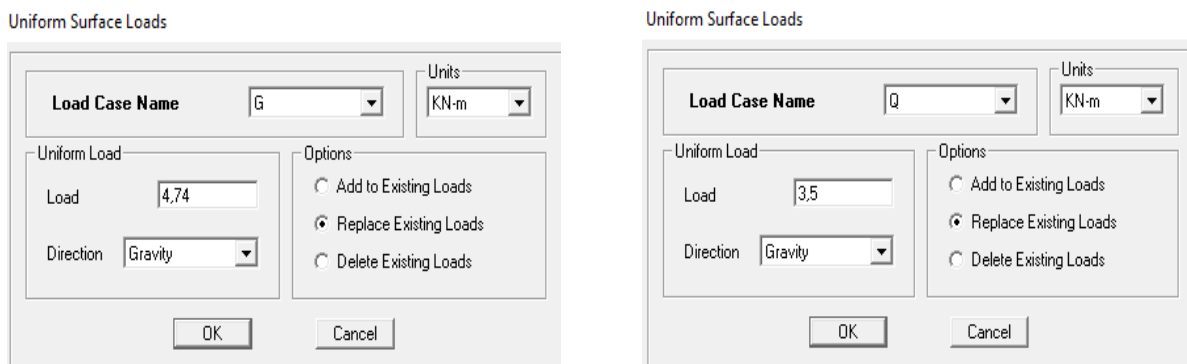 Uniform Surface Loads
Units
Load Case Name G KN-m
Uniform Load Options
Load 4,74 Add to Existing Loads
Replace Existing Loads
Direction Gravity Delete Existing Loads
OK Cancel
Uniform Surface Loads
Units
Load Case Name Q KN-m
Uniform Load Options
Load 3,5 Add to Existing Loads
Replace Existing Loads
Direction Gravity Delete Existing Loads
OK Cancel